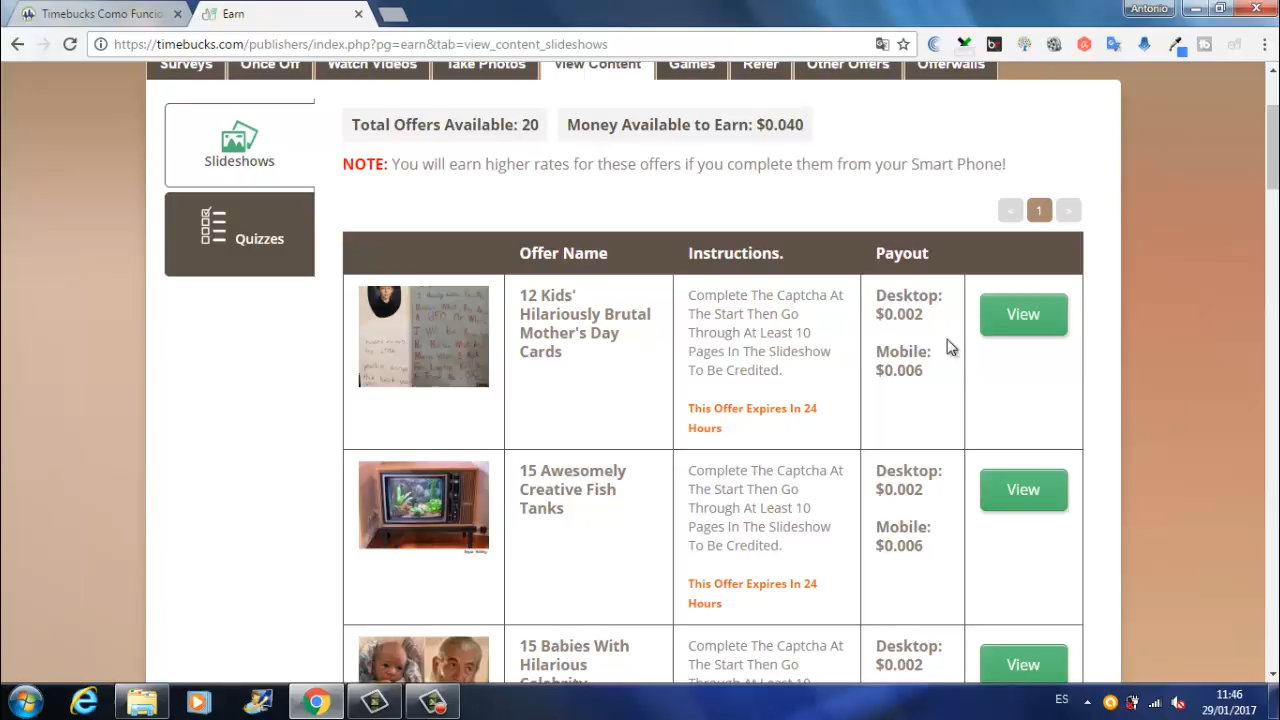 Timebucks Como Funcio
Earn
Antonio
https://timebucks.com/publishers/index.php?pg=earn&tab=view_content_slideshows
Surveys
Once Off
Watch Videos
Take Photos
View Content
Games
Refer
Other Offers
Offerwalls
Slideshows
Quizzes
Total Offers Available: 20
Money Available to Earn: $0.040
NOTE: You will earn higher rates for these offers if you complete them from your Smart Phone!
< 1 >
Offer Name
Instructions.
Payout
12 Kids'
Hilariously Brutal
Mother's Day
Cards
Complete The Captcha At
The Start Then Go
Through At Least 10
Pages In The Slideshow
To Be Credited.
This Offer Expires In 24
Hours
Desktop:
$0.002
Mobile:
$0.006
View
15 Awesomely
Creative Fish
Tanks
Complete The Captcha At
The Start Then Go
Through At Least 10
Pages In The Slideshow
To Be Credited.
This Offer Expires In 24
Hours
Desktop:
$0.002
Mobile:
$0.006
View
15 Babies With
Hilarious
Celebrity
Complete The Captcha At
The Start Then Go
Through At Least 10
Desktop:
$0.002
View
ES
11:46
29/01/2017